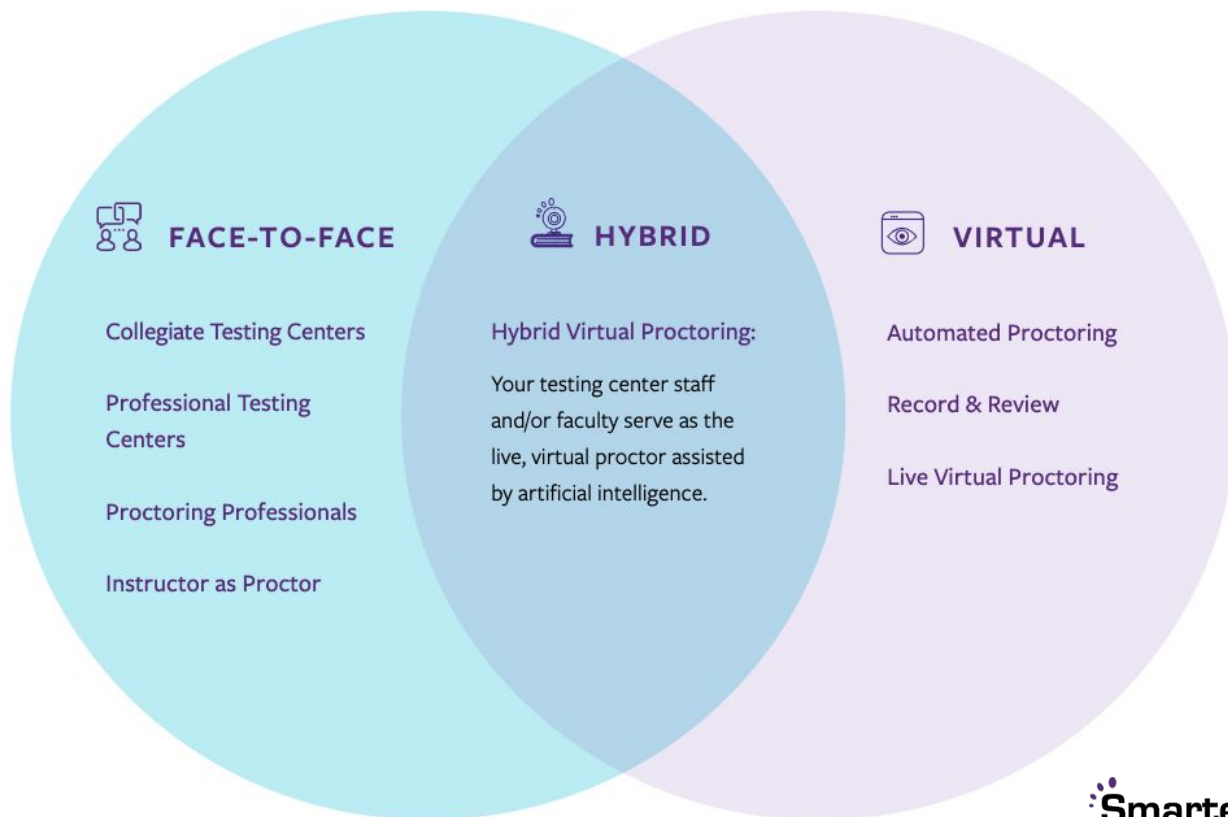 FACE-TO-FACE
Collegiate Testing Centers
Professional Testing
Centers
Proctoring Professionals
Instructor as Proctor
HYBRID
Hybrid Virtual Proctoring:
Your testing center staff
and/or faculty serve as the
live, virtual proctor assisted
by artificial intelligence.
VIRTUAL
Automated Proctoring
Record & Review
Live Virtual Proctoring